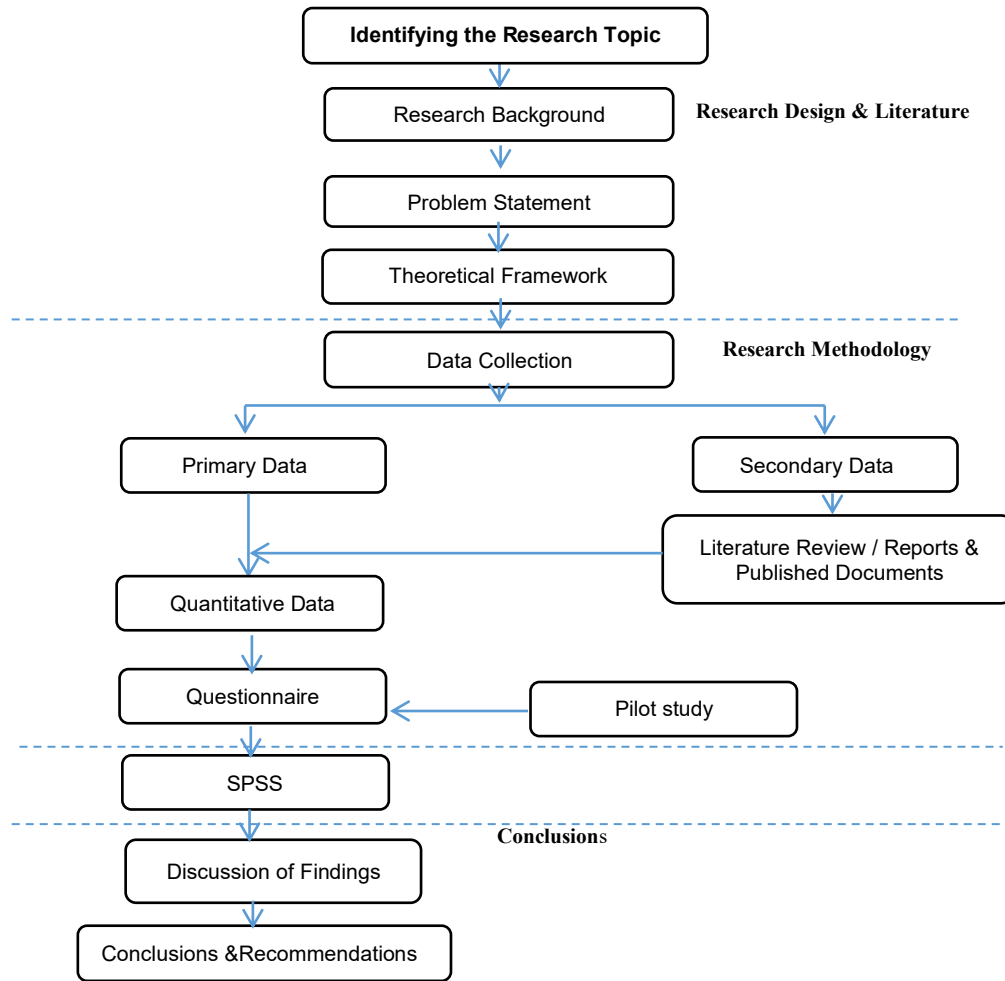 Identifying the Research Topic
Research Background
Research Design & Literature
Problem Statement
Theoretical Framework
Research Methodology
Data Collection
Primary Data
Secondary Data
Literature Review / Reports &
Published Documents
Quantitative Data
Questionnaire
Pilot study
SPSS
Conclusions
Discussion of Findings
Conclusions &Recommendations